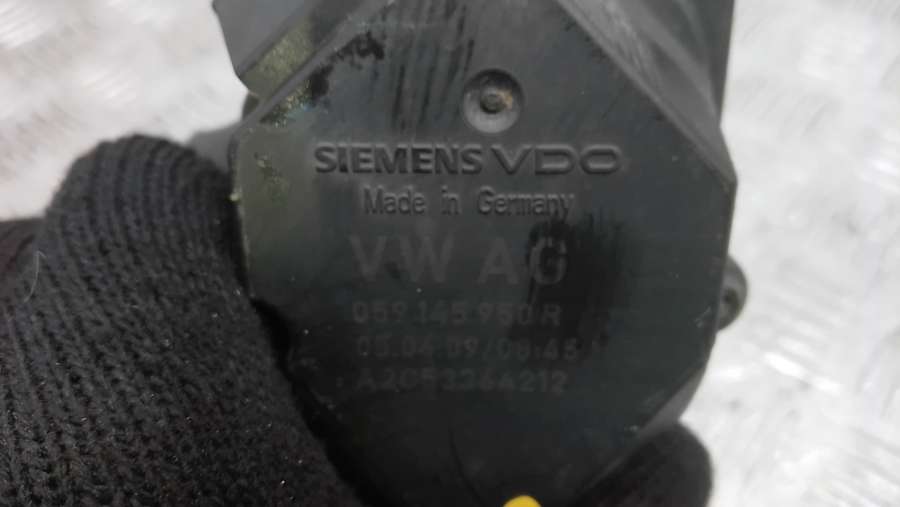 SIEMENS VDO
Made in Germany
VW AG
059 145 950 R
05.04.09/08:45
A2C53264212